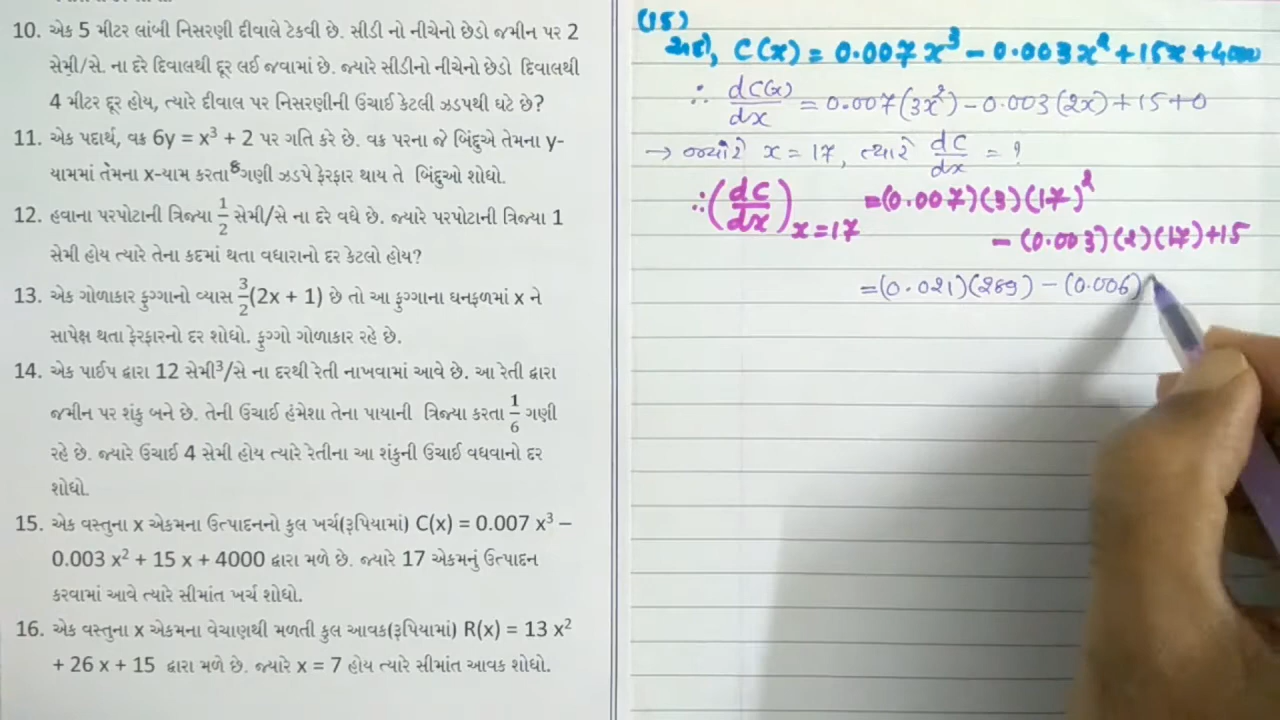 10. એક 5 મીટર લાંબી નિસરણી દીવાલે ટેકવી છે. સીડી નો નીચેનો છેડો જમીન પર 2
સેમી/સે. ના દરે દિવાલથી દૂર લઈ જવામાં છે. જ્યારે સીડીનો નીચેનો છેડો દિવાલથી
4 મીટર દૂર હોય, ત્યારે દીવાલ પર નિસરણીની ઉંચાઈ કેટલી ઝડપથી ઘટે છે?
11. એક પદાર્થ, વક્ર 6y = x³ + 2 પર ગતિ કરે છે. વક્ર પરના જે બિંદુએ તેમના y-
યામમાં તેમના x-યામ કરતા 8 ગણી ઝડપે ફેરફાર થાય તે બિંદુઓ શોધો.
12. હવાના પરપોટાની ત્રિજ્યા 1/2 સેમી/સે ના દરે વધે છે. જ્યારે પરપોટાની ત્રિજ્યા 1
સેમી હોય ત્યારે તેના કદમાં થતા વધારાનો દર કેટલો હોય?
13. એક ગોળાકાર ફુગ્ગાનો વ્યાસ 3/2(2x + 1) છે તો આ ફુગ્ગાના ઘનફળમાં x ને
સાપેક્ષ થતા ફેરફારનો દર શોધો. ફુગ્ગો ગોળાકાર રહે છે.
14. એક પાઈપ દ્વારા 12 સેમી³/સે ના દરથી રેતી નાખવામાં આવે છે. આ રેતી દ્વારા
જમીન પર શંકુ બને છે. તેની ઉંચાઈ હંમેશા તેના પાયાની ત્રિજ્યા કરતા 1/6 ગણી
રહે છે. જ્યારે ઉંચાઈ 4 સેમી હોય ત્યારે રેતીના આ શંકુની ઉંચાઈ વધવાનો દર
શોધો.
15. એક વસ્તુના x એકમના ઉત્પાદનનો કુલ ખર્ચ(રૂપિયામાં) C(x) = 0.007 x³ –
0.003 x² + 15 x + 4000 દ્વારા મળે છે. જ્યારે 17 એકમનું ઉત્પાદન
કરવામાં આવે ત્યારે સીમાંત ખર્ચ શોધો.
16. એક વસ્તુના x એકમના વેચાણથી મળતી કુલ આવક(રૂપિયામાં) R(x) = 13 x²
+ 26 x + 15 દ્વારા મળે છે. જ્યારે x = 7 હોય ત્યારે સીમાંત આવક શોધો.
(15)
અહીં, C(x) = 0.007x³ - 0.003x² + 15x + 4000
∴ dC(x)/dx = 0.007(3x²) - 0.003(2x) + 15 + 0
→ જ્યારે x = 17, ત્યારે dC/dx = ?
∴ (dC/dx) x=17 = (0.007)(3)(17)²
- (0.003)(2)(17) + 15
= (0.021)(289) - (0.006)